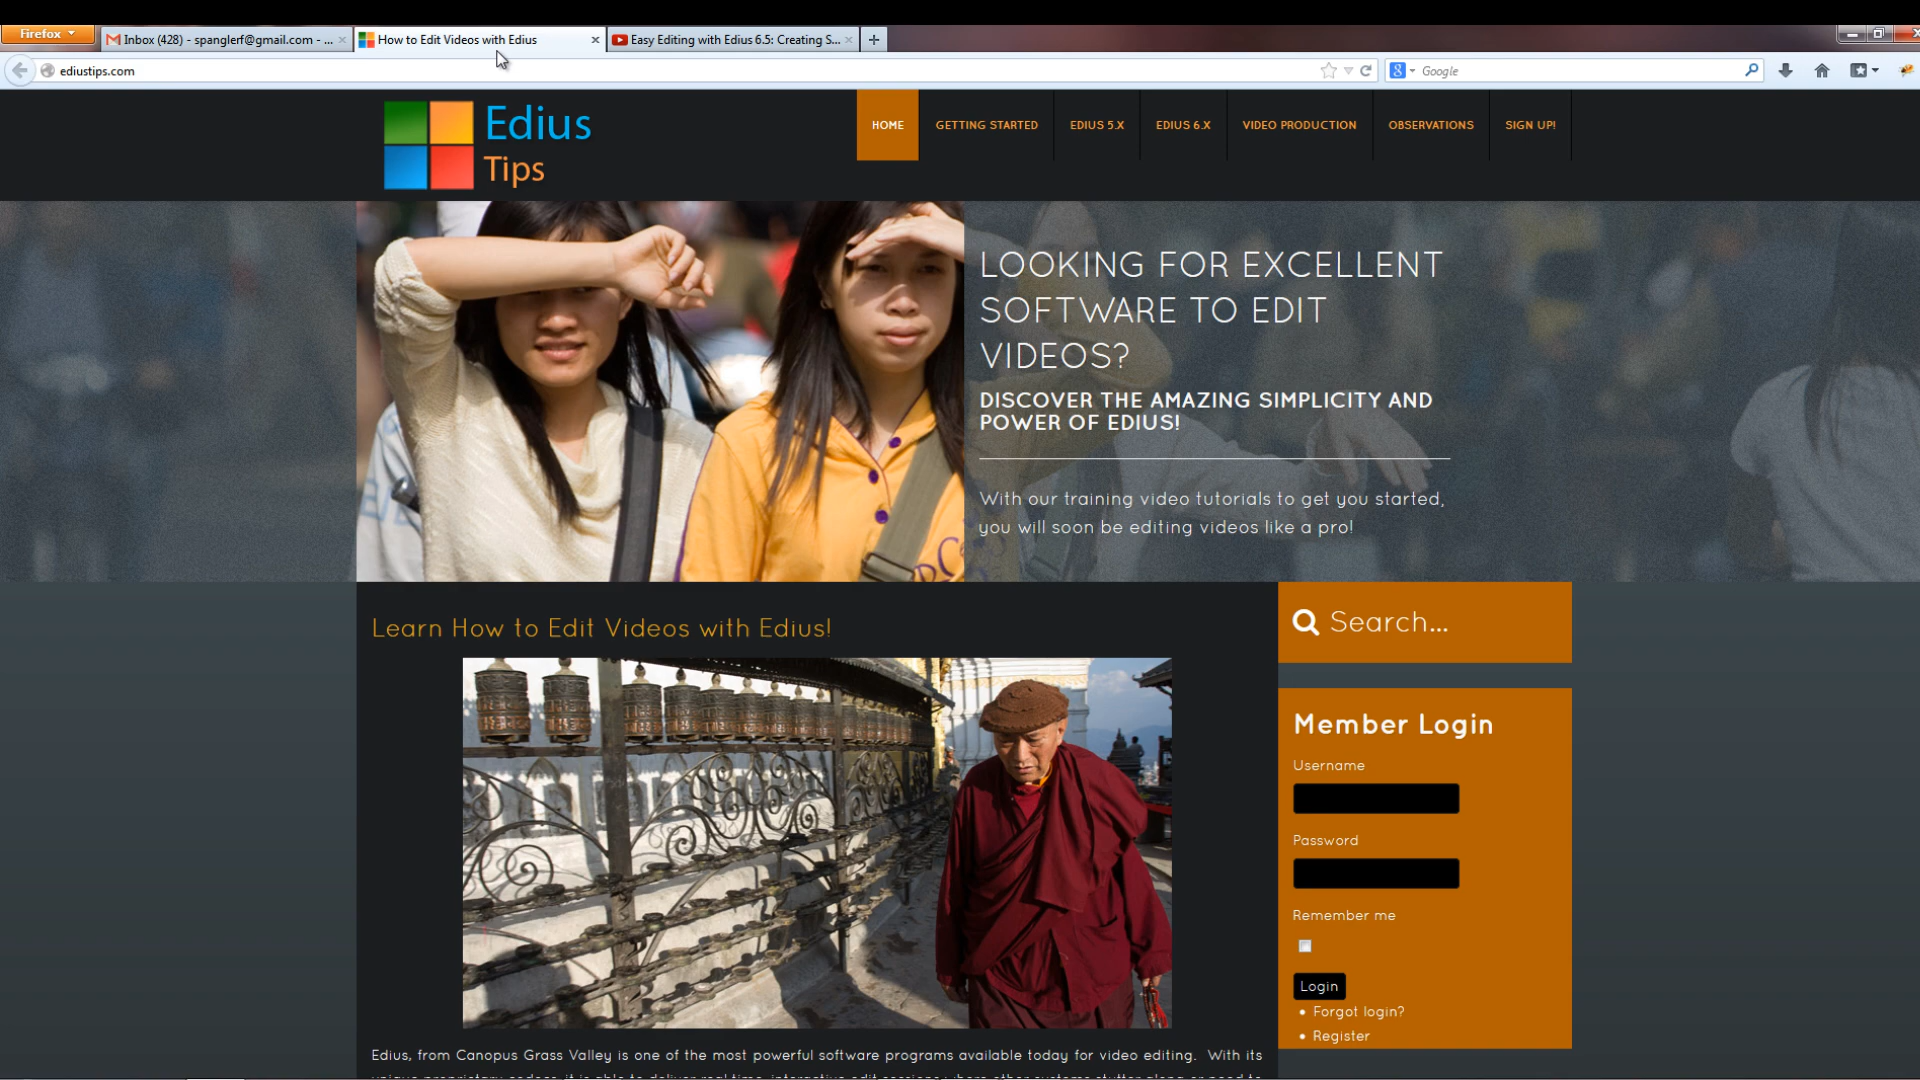 Firefox
Inbox (428) - spanglerf@gmail.com - ...
How to Edit Videos with Edius
Easy Editing with Edius 6.5: Creating S...
ediustips.com
Google
Edius
Tips
HOME
GETTING STARTED
EDIUS 5.X
EDIUS 6.X
VIDEO PRODUCTION
OBSERVATIONS
SIGN UP!
LOOKING FOR EXCELLENT
SOFTWARE TO EDIT
VIDEOS?
DISCOVER THE AMAZING SIMPLICITY AND
POWER OF EDIUS!
With our training video tutorials to get you started,
you will soon be editing videos like a pro!
Learn How to Edit Videos with Edius!
Search...
Member Login
Username
Password
Remember me
Login
Forgot login?
Register
Edius, from Canopus Grass Valley is one of the most powerful software programs available today for video editing. With its